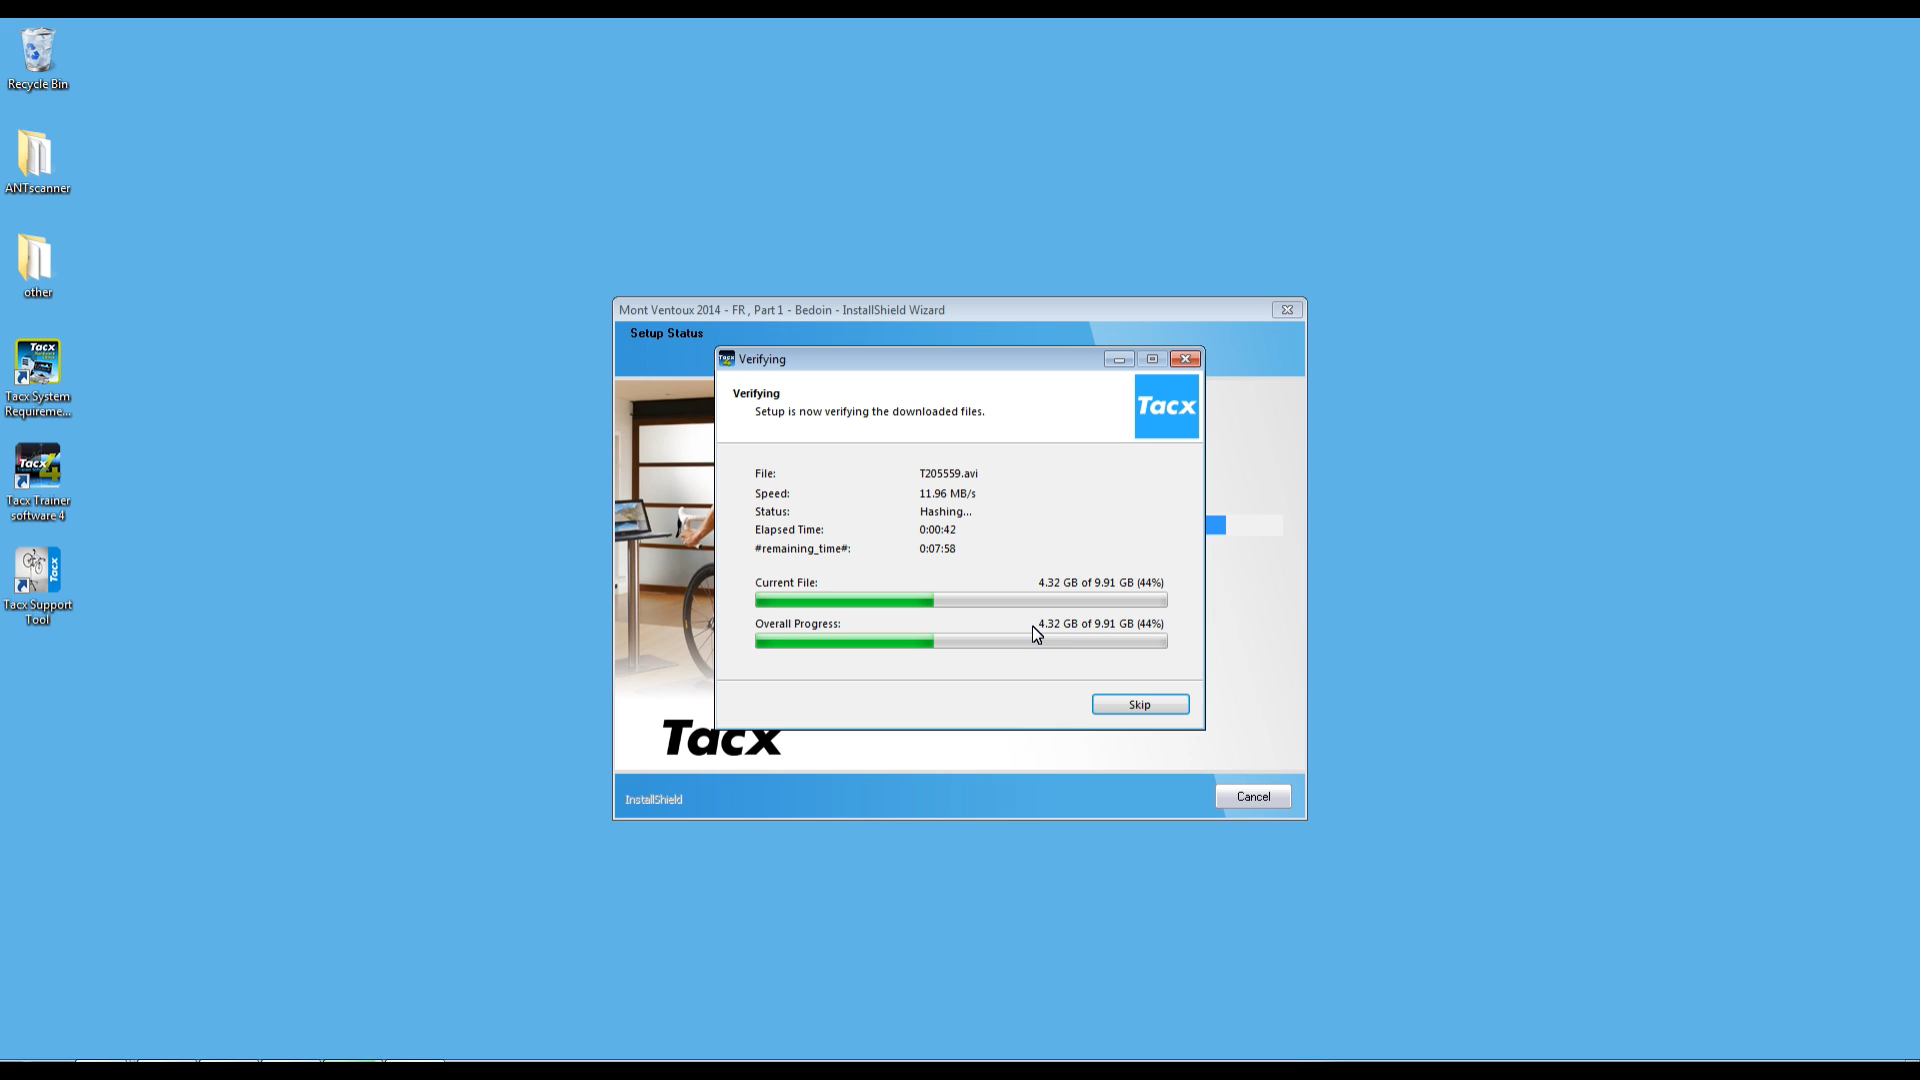 Recycle Bin
ANTscanner
other
Tacx
Tacx System
Requireme...
Tacx 4
Tacx Trainer
software 4
Tacx
Tacx Support
Tool
Mont Ventoux 2014 - FR , Part 1 - Bedoin - InstallShield Wizard
Setup Status
Verifying
Verifying
Setup is now verifying the downloaded files.
Tacx
File: T205559.avi
Speed: 11.96 MB/s
Status: Hashing...
Elapsed Time: 0:00:42
#remaining_time#: 0:07:58
Current File: 4.32 GB of 9.91 GB (44%)
Overall Progress: 4.32 GB of 9.91 GB (44%)
Skip
Tacx
InstallShield
Cancel